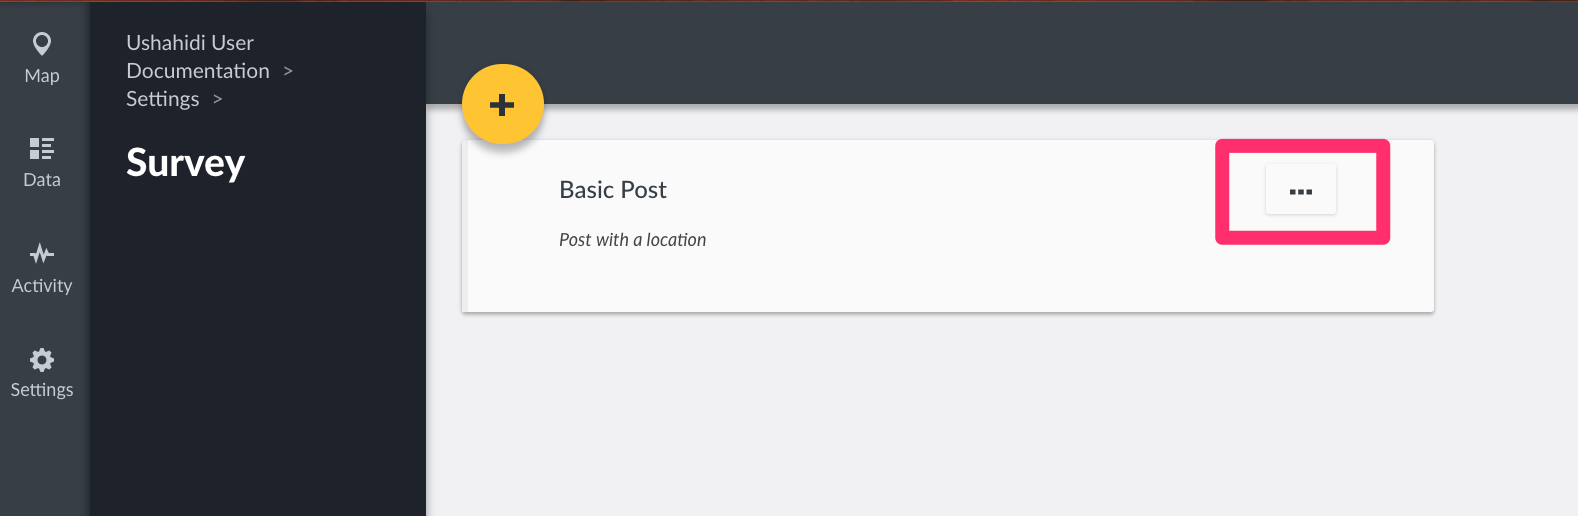 Map
Data
Activity
Settings
Ushahidi User
Documentation >
Settings >
Survey
+
Basic Post
Post with a location
...